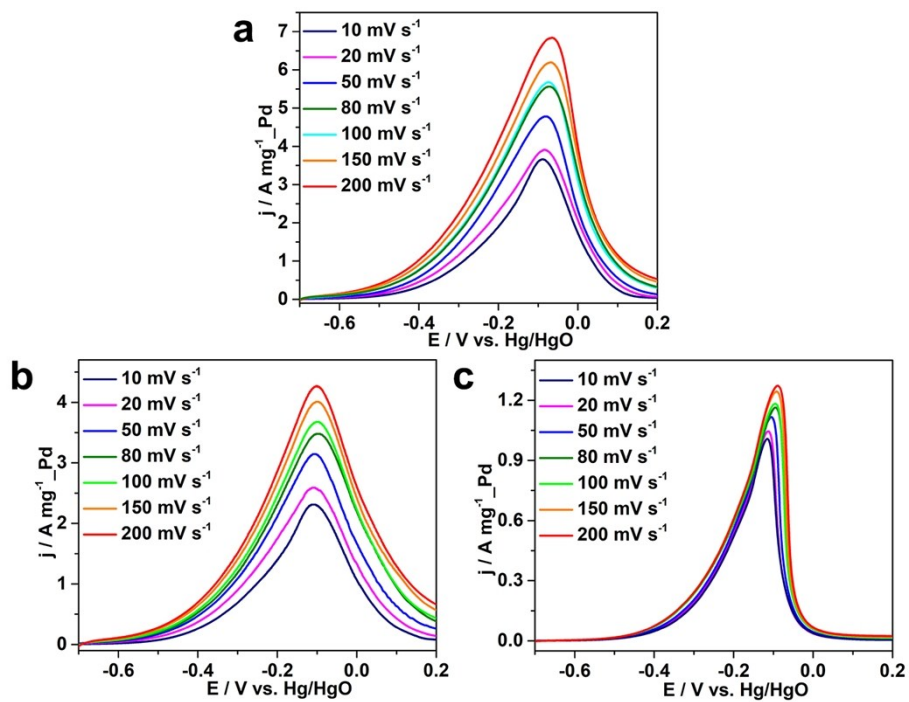 a
10 mV s⁻¹
20 mV s⁻¹
50 mV s⁻¹
80 mV s⁻¹
100 mV s⁻¹
150 mV s⁻¹
200 mV s⁻¹
j / A mg⁻¹_Pd
7
6
5
4
3
2
1
0
-0.6 -0.4 -0.2 0.0 0.2
E / V vs. Hg/HgO
b
10 mV s⁻¹
20 mV s⁻¹
50 mV s⁻¹
80 mV s⁻¹
100 mV s⁻¹
150 mV s⁻¹
200 mV s⁻¹
j / A mg⁻¹_Pd
4
3
2
1
0
-0.6 -0.4 -0.2 0.0 0.2
E / V vs. Hg/HgO
c
10 mV s⁻¹
20 mV s⁻¹
50 mV s⁻¹
80 mV s⁻¹
100 mV s⁻¹
150 mV s⁻¹
200 mV s⁻¹
j / A mg⁻¹_Pd
1.2
0.9
0.6
0.3
0.0
-0.6 -0.4 -0.2 0.0 0.2
E / V vs. Hg/HgO